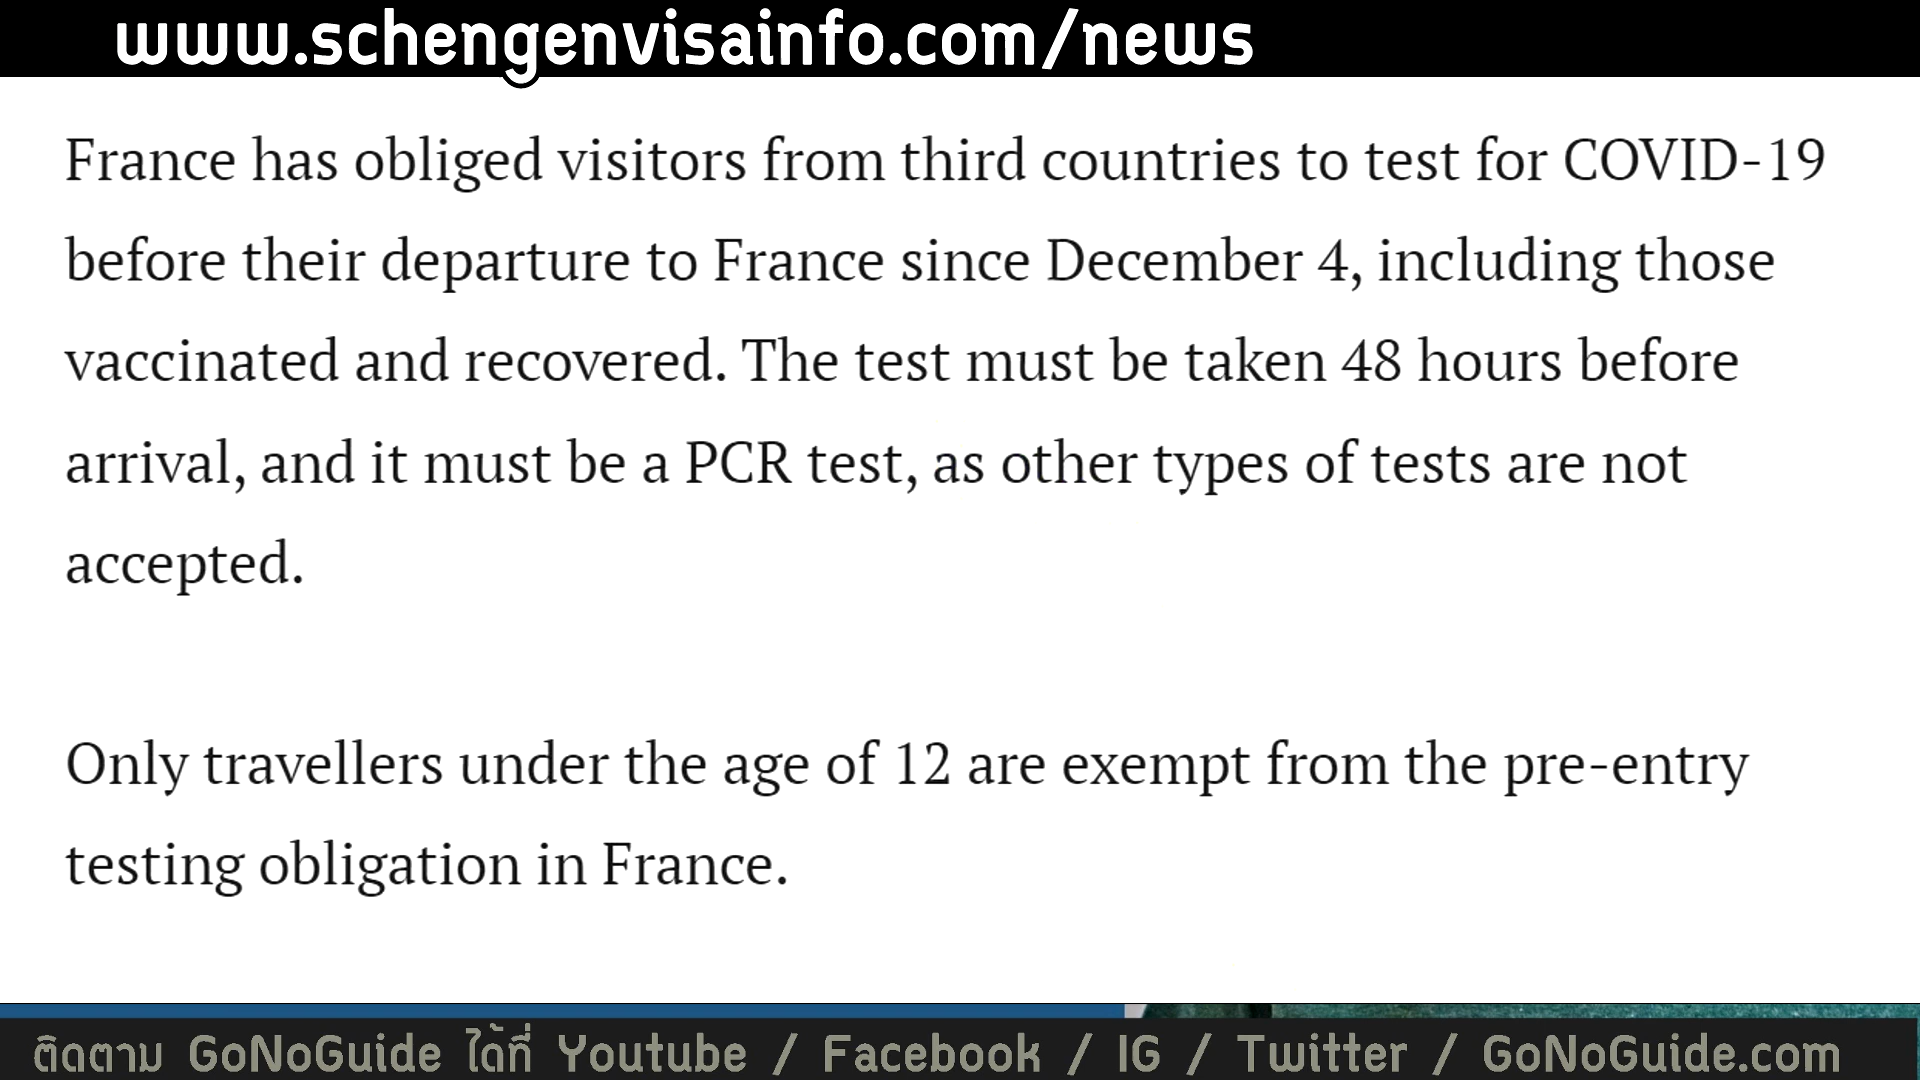 www.schengenvisainfo.com/news
France has obliged visitors from third countries to test for COVID-19
before their departure to France since December 4, including those
vaccinated and recovered. The test must be taken 48 hours before
arrival, and it must be a PCR test, as other types of tests are not
accepted.
Only travellers under the age of 12 are exempt from the pre-entry
testing obligation in France.
ติดตาม GoNoGuide ได้ที่ Youtube / Facebook / IG / Twitter / GoNoGuide.com